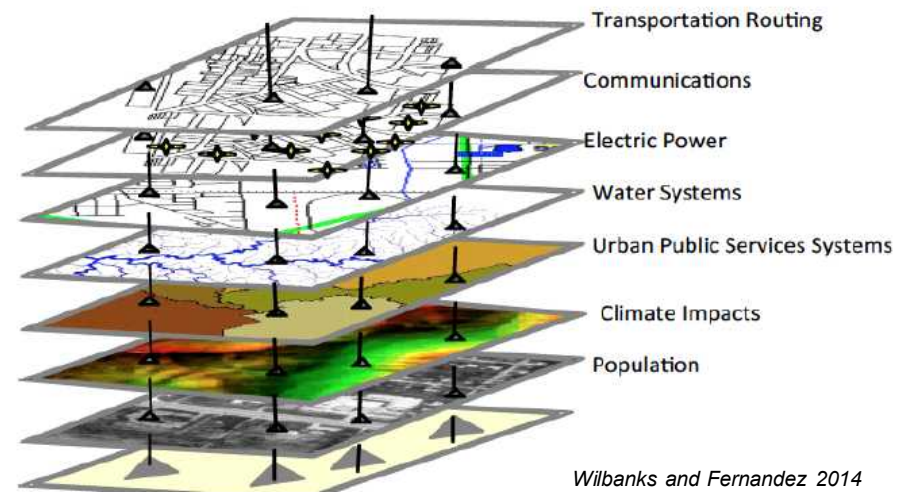 Transportation Routing
Communications
Electric Power
Water Systems
Urban Public Services Systems
Climate Impacts
Population
Wilbanks and Fernandez 2014